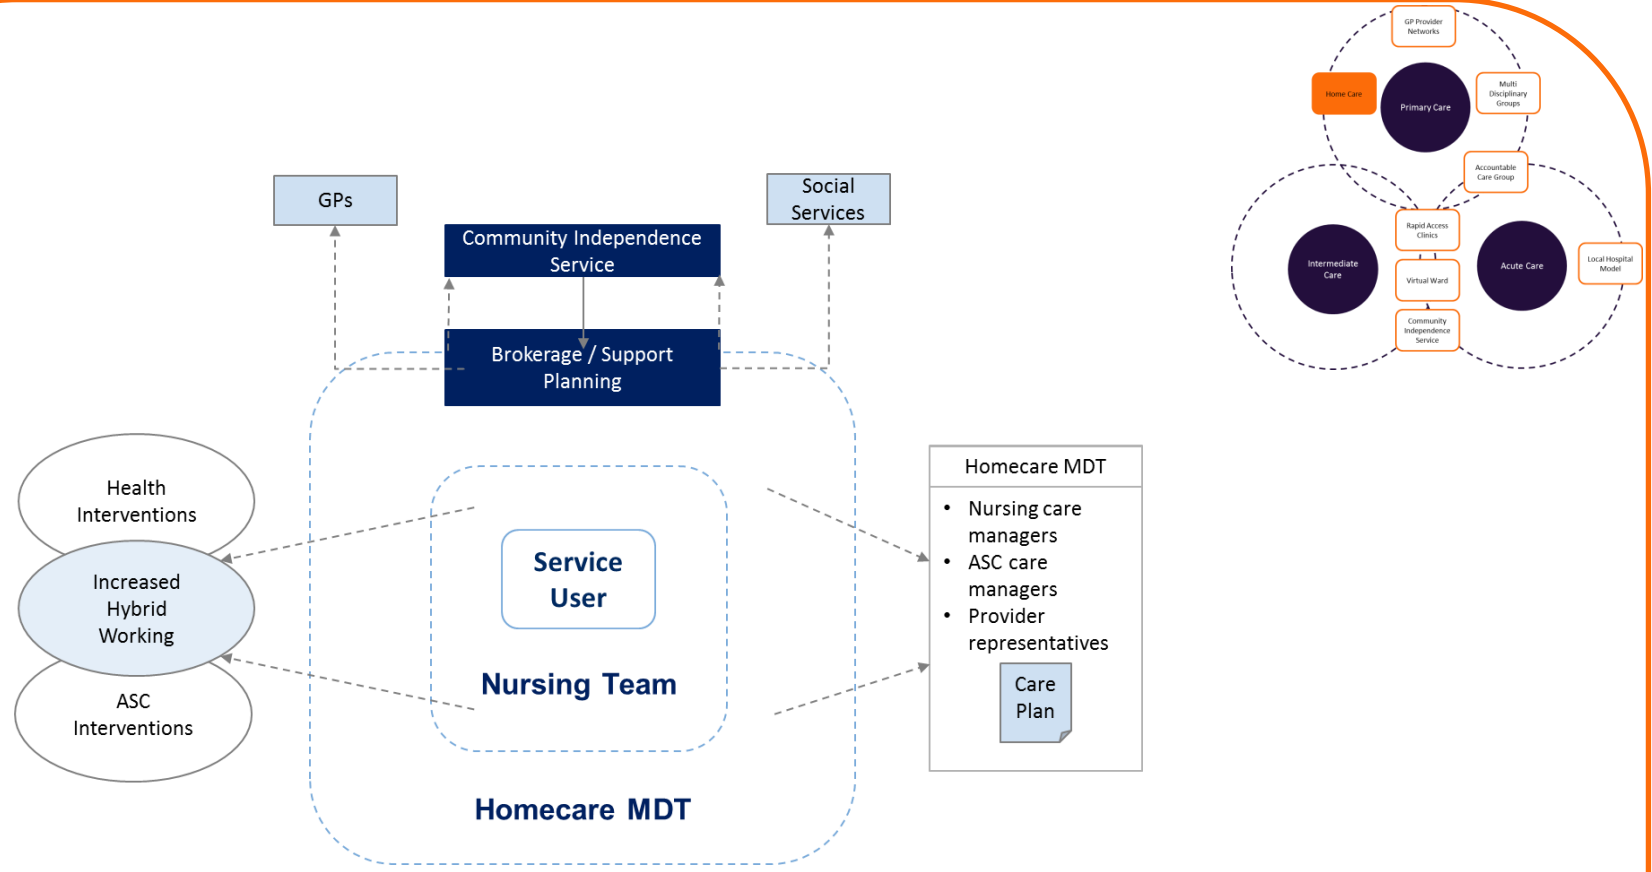 GP Provider
Networks
Home Care
Primary Care
Multi
Disciplinary
Groups
Accountable
Care Group
Rapid Access
Clinics
Intermediate
Care
Virtual Ward
Acute Care
Local Hospital
Model
Community
Independence
Service
GPs
Social
Services
Community Independence
Service
Brokerage / Support
Planning
Health
Interventions
Increased
Hybrid
Working
ASC
Interventions
Service
User
Nursing Team
Homecare MDT
Homecare MDT
• Nursing care
managers
• ASC care
managers
• Provider
representatives
Care
Plan